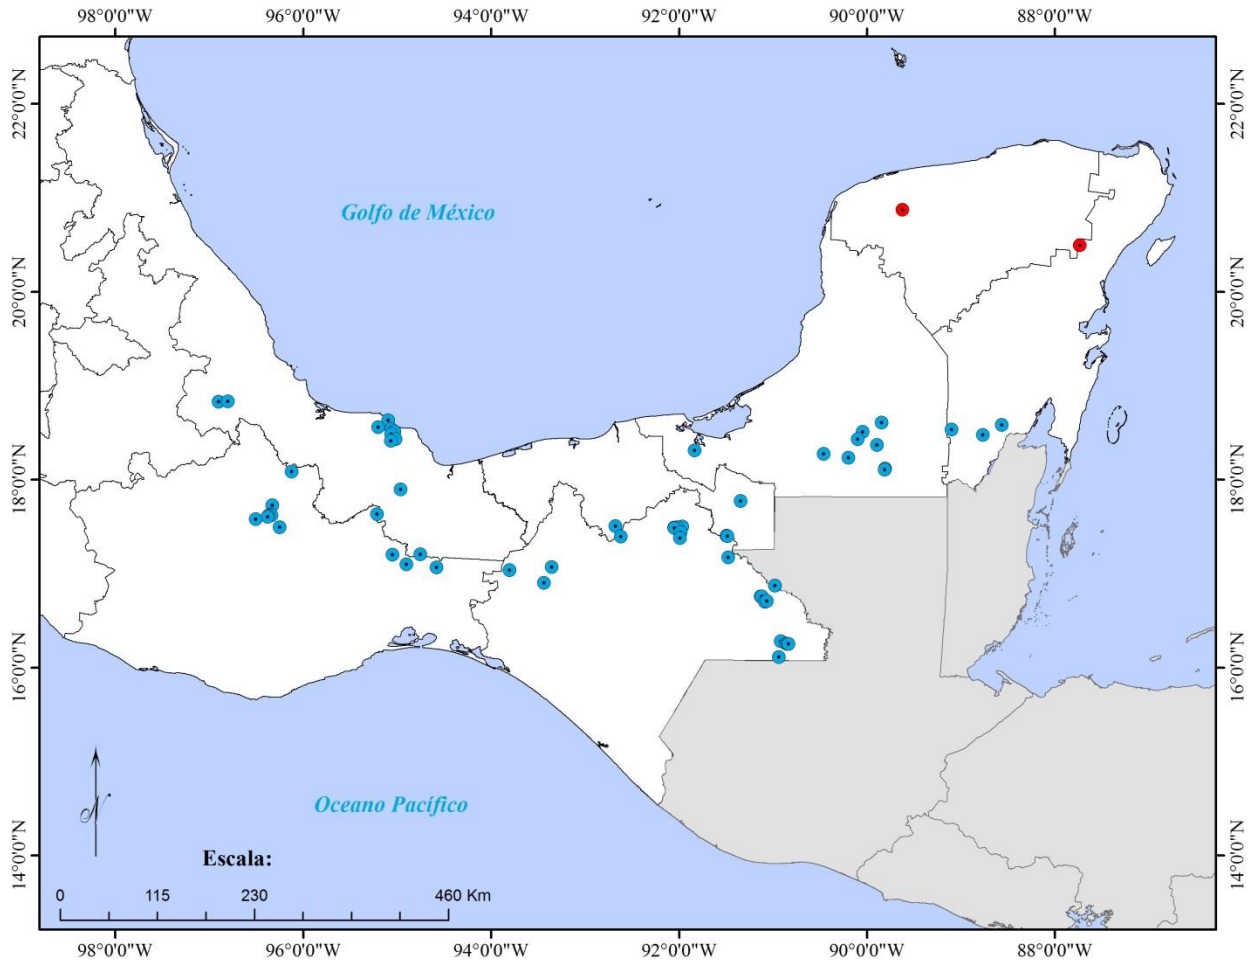 98°0'0"W 96°0'0"W 94°0'0"W 92°0'0"W 90°0'0"W 88°0'0"W
22°0'0"N 22°0'0"N
Golfo de México
20°0'0"N 20°0'0"N
18°0'0"N 18°0'0"N
16°0'0"N 16°0'0"N
N
Oceano Pacífico
14°0'0"N 14°0'0"N
Escala:
0 115 230 460 Km
98°0'0"W 96°0'0"W 94°0'0"W 92°0'0"W 90°0'0"W 88°0'0"W